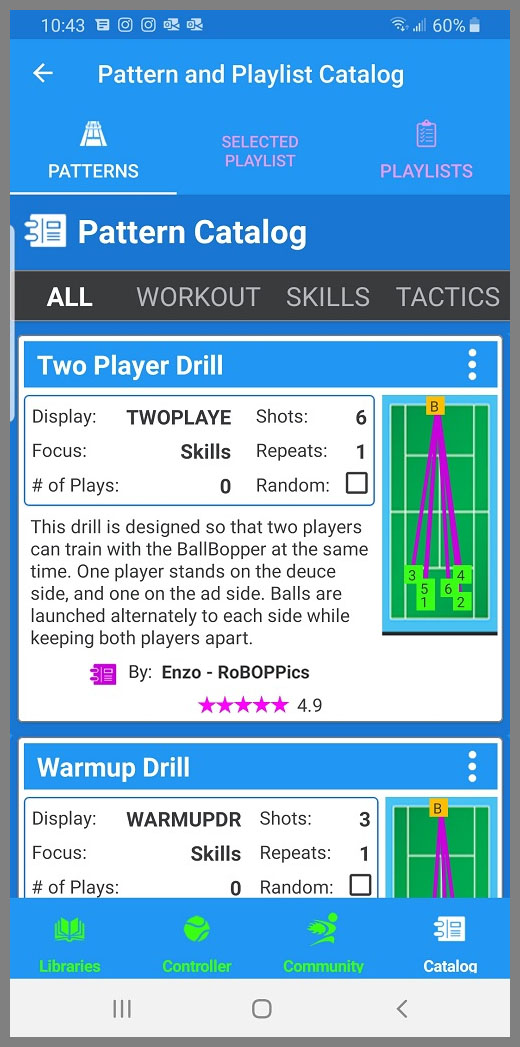 10:43 60%
Pattern and Playlist Catalog
PATTERNS
SELECTED
PLAYLIST
PLAYLISTS
Pattern Catalog
ALL WORKOUT SKILLS TACTICS
Two Player Drill
Display: TWOPLAYE Shots: 6
Focus: Skills Repeats: 1
# of Plays: 0 Random:
B
3 4
5 6
1 2
This drill is designed so that two players
can train with the BallBopper at the same
time. One player stands on the deuce
side, and one on the ad side. Balls are
launched alternately to each side while
keeping both players apart.
By: Enzo - RoBOPPics
4.9
Warmup Drill
Display: WARMUPDR Shots: 3
Focus: Skills Repeats: 1
# of Plays: 0 Random:
B
Libraries Controller Community Catalog